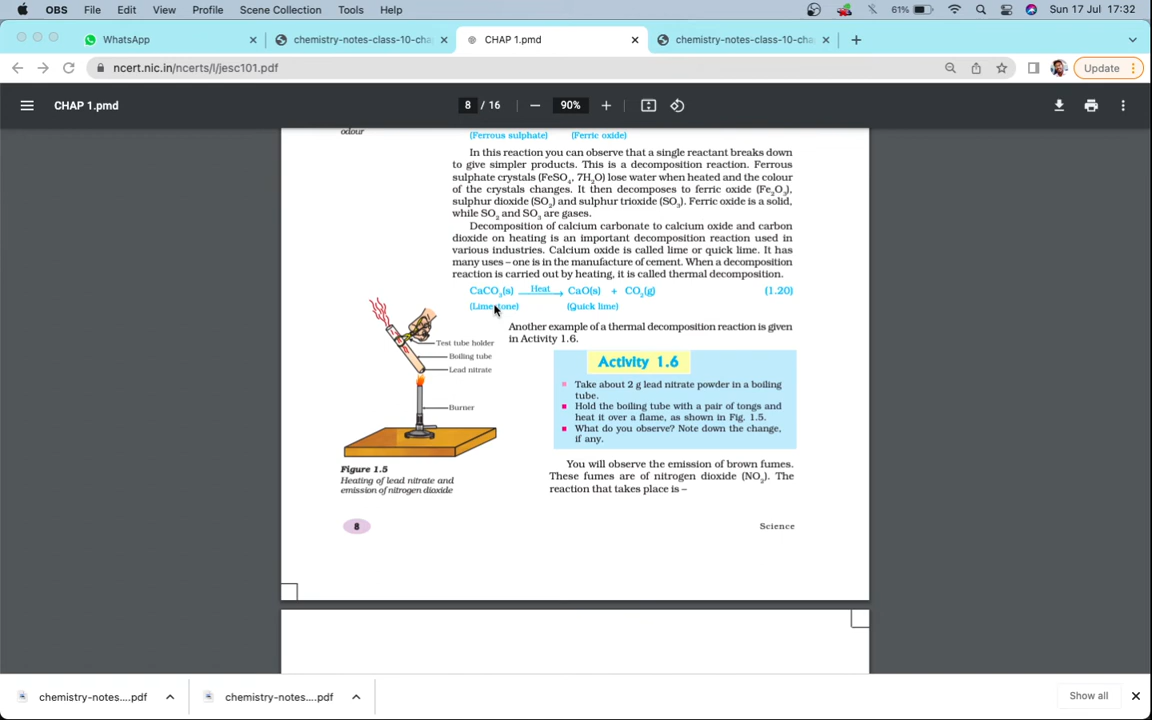 OBS File Edit View Profile Scene Collection Tools Help 61% Sun 17 Jul 17:32
WhatsApp chemistry-notes-class-10-cha CHAP 1.pmd chemistry-notes-class-10-cha
ncert.nic.in/ncerts/l/jesc101.pdf Update
CHAP 1.pmd 8 / 16 90%
odour
(Ferrous sulphate) (Ferric oxide)
In this reaction you can observe that a single reactant breaks down
to give simpler products. This is a decomposition reaction. Ferrous
sulphate crystals (FeSO₄, 7H₂O) lose water when heated and the colour
of the crystals changes. It then decomposes to ferric oxide (Fe₂O₃),
sulphur dioxide (SO₂) and sulphur trioxide (SO₃). Ferric oxide is a solid,
while SO₂ and SO₃ are gases.
Decomposition of calcium carbonate to calcium oxide and carbon
dioxide on heating is an important decomposition reaction used in
various industries. Calcium oxide is called lime or quick lime. It has
many uses – one is in the manufacture of cement. When a decomposition
reaction is carried out by heating, it is called thermal decomposition.
CaCO₃(s) Heat→ CaO(s) + CO₂(g) (1.20)
(Limestone) (Quick lime)
Another example of a thermal decomposition reaction is given
in Activity 1.6.
Test tube holder
Boiling tube
Lead nitrate
Burner
Figure 1.5
Heating of lead nitrate and
emission of nitrogen dioxide
Activity 1.6
Take about 2 g lead nitrate powder in a boiling
tube.
Hold the boiling tube with a pair of tongs and
heat it over a flame, as shown in Fig. 1.5.
What do you observe? Note down the change,
if any.
You will observe the emission of brown fumes.
These fumes are of nitrogen dioxide (NO₂). The
reaction that takes place is –
8 Science
chemistry-notes....pdf chemistry-notes....pdf Show all